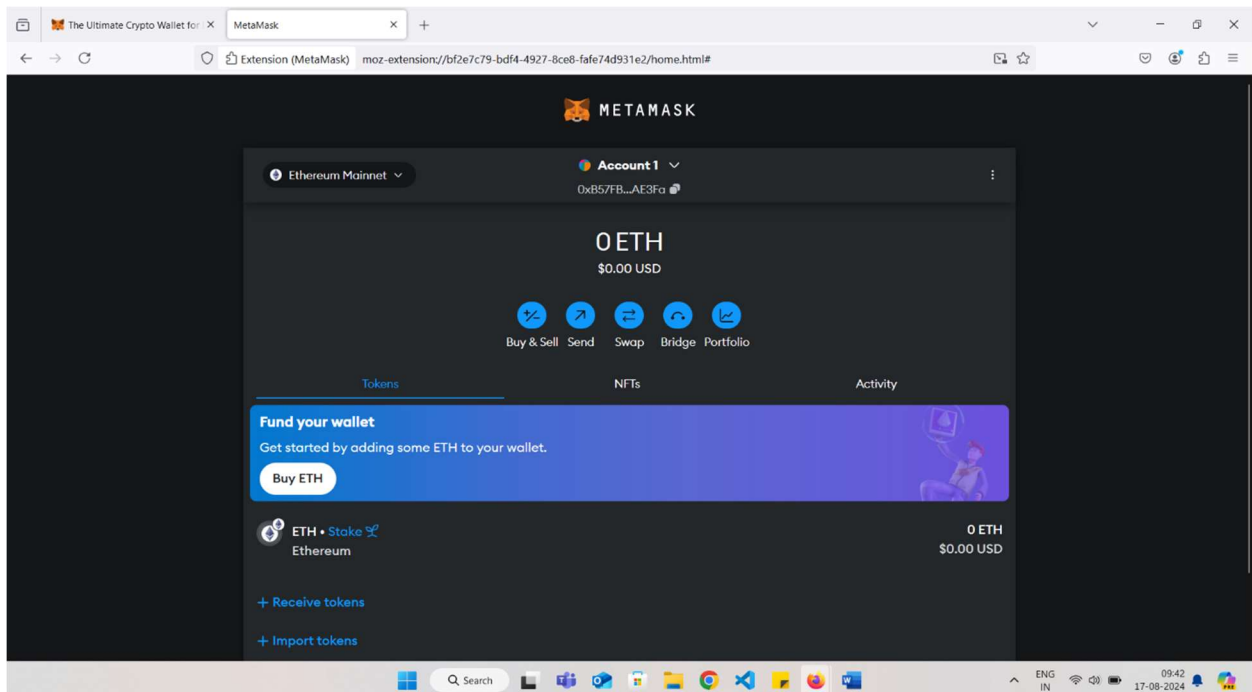 The Ultimate Crypto Wallet for
MetaMask
Extension (MetaMask) moz-extension://bf2e7c79-bdf4-4927-8ce8-fafe74d931e2/home.html#
METAMASK
Ethereum Mainnet
Account 1
0xB57FB...AE3Fa
0 ETH
$0.00 USD
Buy & Sell Send Swap Bridge Portfolio
Tokens NFTs Activity
Fund your wallet
Get started by adding some ETH to your wallet.
Buy ETH
ETH • Stake 0 ETH
Ethereum $0.00 USD
+ Receive tokens
+ Import tokens
Search
ENG 09:42
IN 17-08-2024